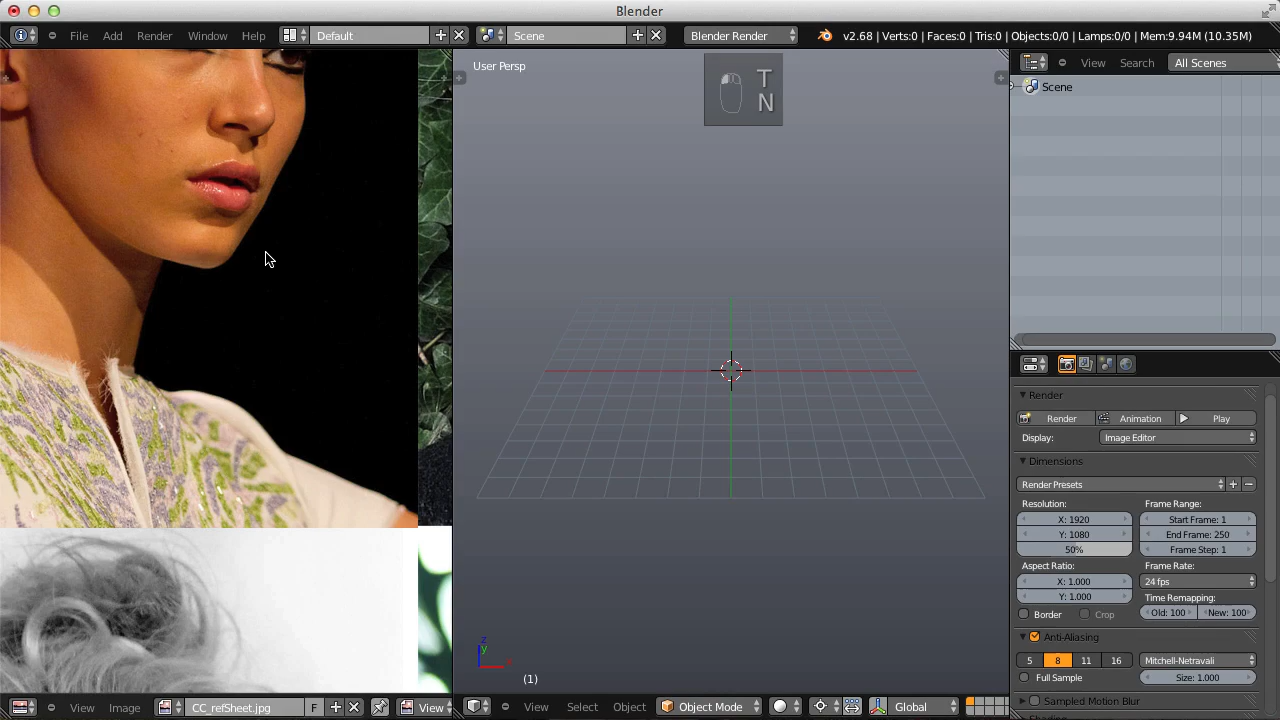 Blender
File Add Render Window Help Default Scene Blender Render v2.68 | Verts:0 | Faces:0 | Tris:0 | Objects:0/0 | Lamps:0/0 | Mem:9.94M (10.35M)
User Persp
T
N
View Search All Scenes
Scene
Render
Render Animation Play
Display: Image Editor
Dimensions
Render Presets
Resolution: Frame Range:
X: 1920 Start Frame: 1
Y: 1080 End Frame: 250
50% Frame Step: 1
Aspect Ratio: Frame Rate:
X: 1.000 24 fps
Y: 1.000 Time Remapping:
Border Crop Old: 100 New: 100
Anti-Aliasing
5 8 11 16 Mitchell-Netravali
Full Sample Size: 1.000
Sampled Motion Blur
z
y
(1)
View Image CC_refSheet.jpg F View
View Select Object Object Mode Global